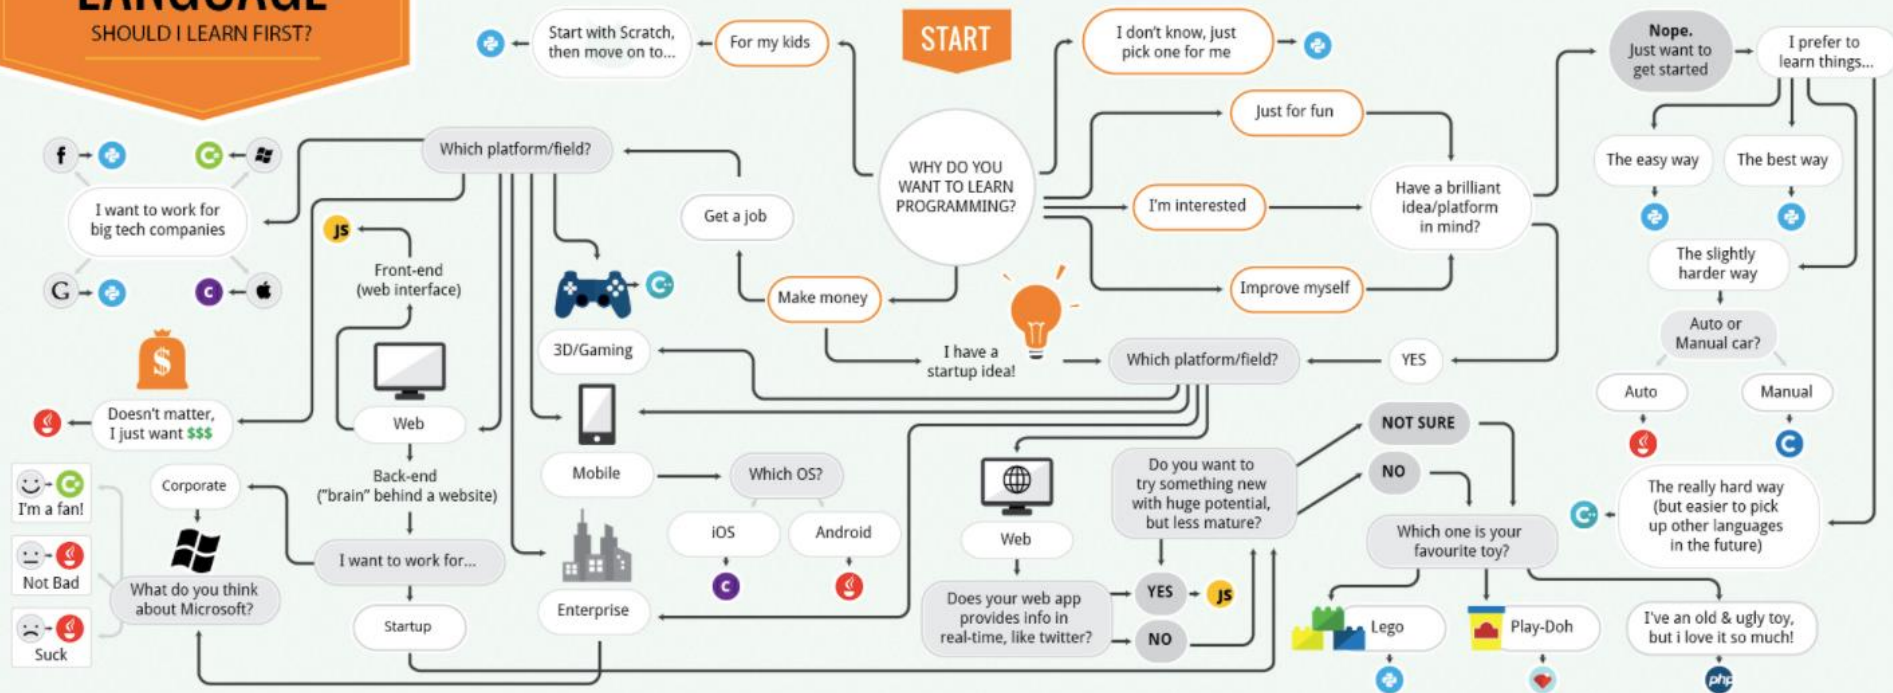 LANGUAGE
SHOULD I LEARN FIRST?
START
Start with Scratch,
then move on to...
For my kids
I don't know, just
pick one for me
Nope.
Just want to
get started
I prefer to
learn things...
Just for fun
Which platform/field?
WHY DO YOU
WANT TO LEARN
PROGRAMMING?
The easy way
The best way
f
I want to work for
big tech companies
G
C
JS
Get a job
I'm interested
Have a brilliant
idea/platform
in mind?
Front-end
(web interface)
C++
Make money
Improve myself
The slightly
harder way
Auto or
Manual car?
$
3D/Gaming
I have a
startup idea!
Which platform/field?
YES
Auto
Manual
C
Doesn't matter,
I just want $$$
Web
NOT SURE
Corporate
Back-end
("brain" behind a website)
Mobile
Which OS?
Do you want to
try something new
with huge potential,
but less mature?
NO
The really hard way
(but easier to pick
up other languages
in the future)
C++
I'm a fan!
iOS
Android
C
Web
Which one is your
favourite toy?
Not Bad
What do you think
about Microsoft?
I want to work for...
Enterprise
Does your web app
provides info in
real-time, like twitter?
YES
JS
NO
Suck
Startup
Lego
Play-Doh
I've an old & ugly toy,
but i love it so much!
php